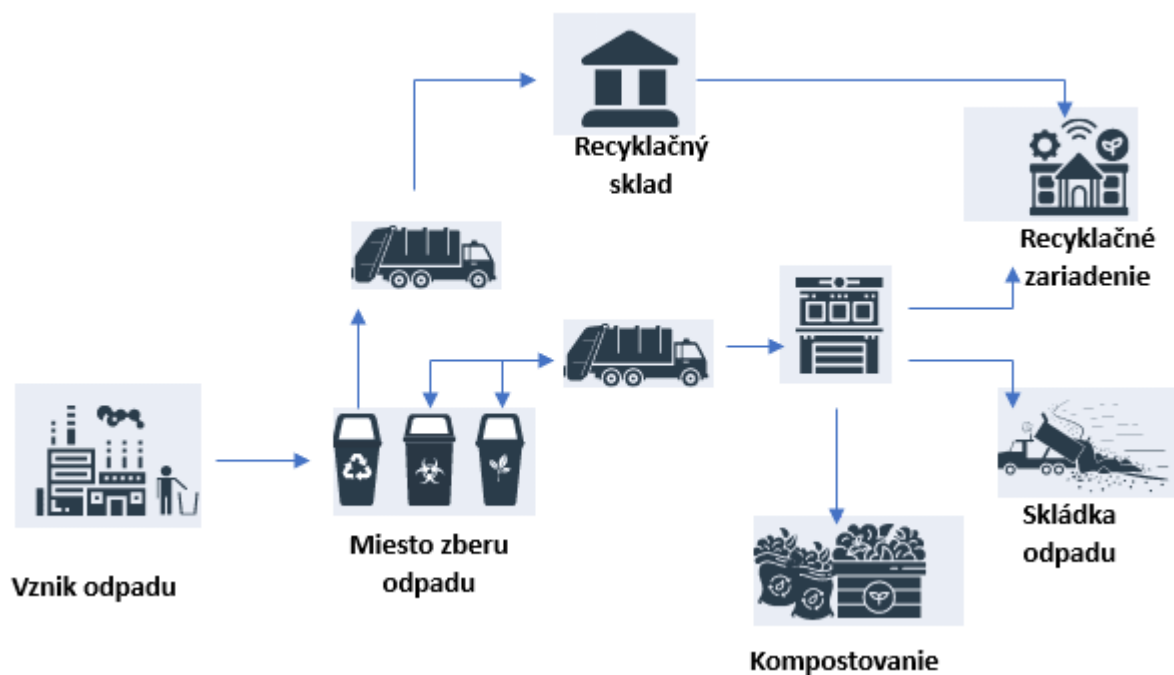 Recyklačný
sklad
Recyklačné
zariadenie
Vznik odpadu
Miesto zberu
odpadu
Skládka
odpadu
Kompostovanie